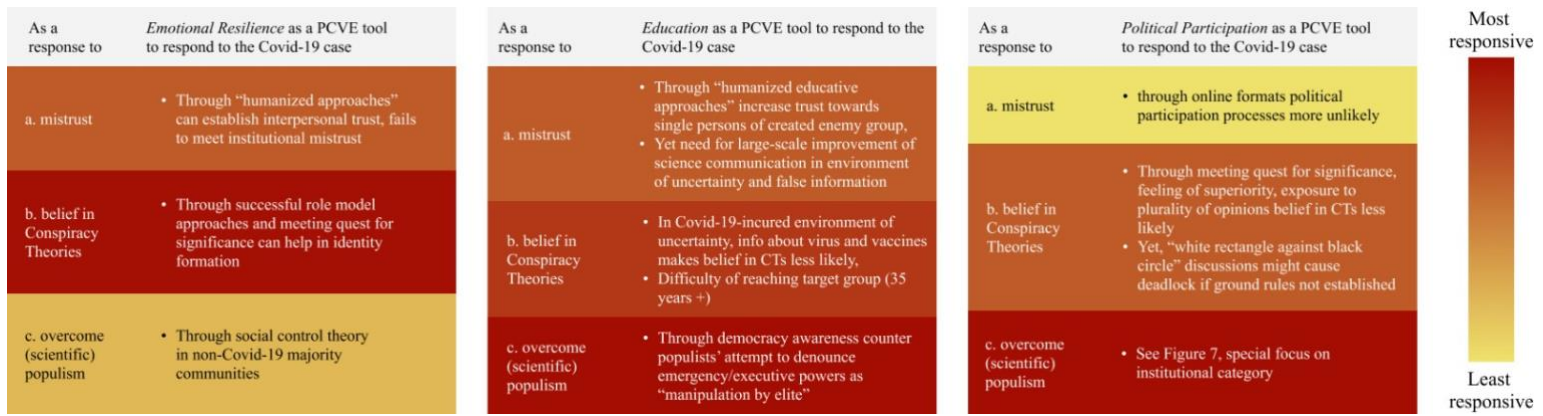 As a
response to
Emotional Resilience as a PCVE tool
to respond to the Covid-19 case
a. mistrust
• Through “humanized approaches”
can establish interpersonal trust, fails
to meet institutional mistrust
b. belief in
Conspiracy
Theories
• Through successful role model
approaches and meeting quest for
significance can help in identity
formation
c. overcome
(scientific)
populism
• Through social control theory
in non-Covid-19 majority
communities
As a
response to
Education as a PCVE tool to respond to the
Covid-19 case
a. mistrust
• Through “humanized educative
approaches” increase trust towards
single persons of created enemy group,
• Yet need for large-scale improvement of
science communication in environment
of uncertainty and false information
b. belief in
Conspiracy
Theories
• In Covid-19-incured environment of
uncertainty, info about virus and vaccines
makes belief in CTs less likely,
• Difficulty of reaching target group (35
years +)
c. overcome
(scientific)
populism
• Through democracy awareness counter
populists’ attempt to denounce
emergency/executive powers as
“manipulation by elite”
As a
response to
Political Participation as a PCVE tool
to respond to the Covid-19 case
a. mistrust
• through online formats political
participation processes more unlikely
b. belief in
Conspiracy
Theories
• Through meeting quest for significance,
feeling of superiority, exposure to
plurality of opinions belief in CTs less
likely
• Yet, “white rectangle against black
circle” discussions might cause
deadlock if ground rules not established
c. overcome
(scientific)
populism
• See Figure 7, special focus on
institutional category
Most
responsive
Least
responsive